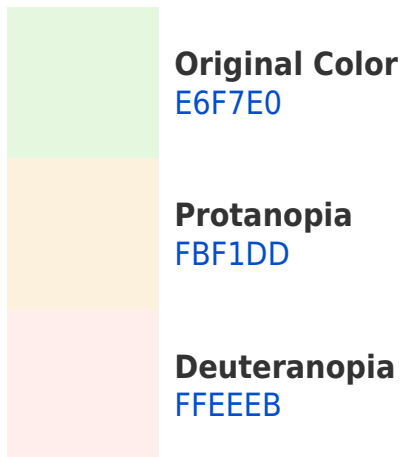 Original Color
E6F7E0
Protanopia
FBF1DD
Deuteranopia
FFEEEB